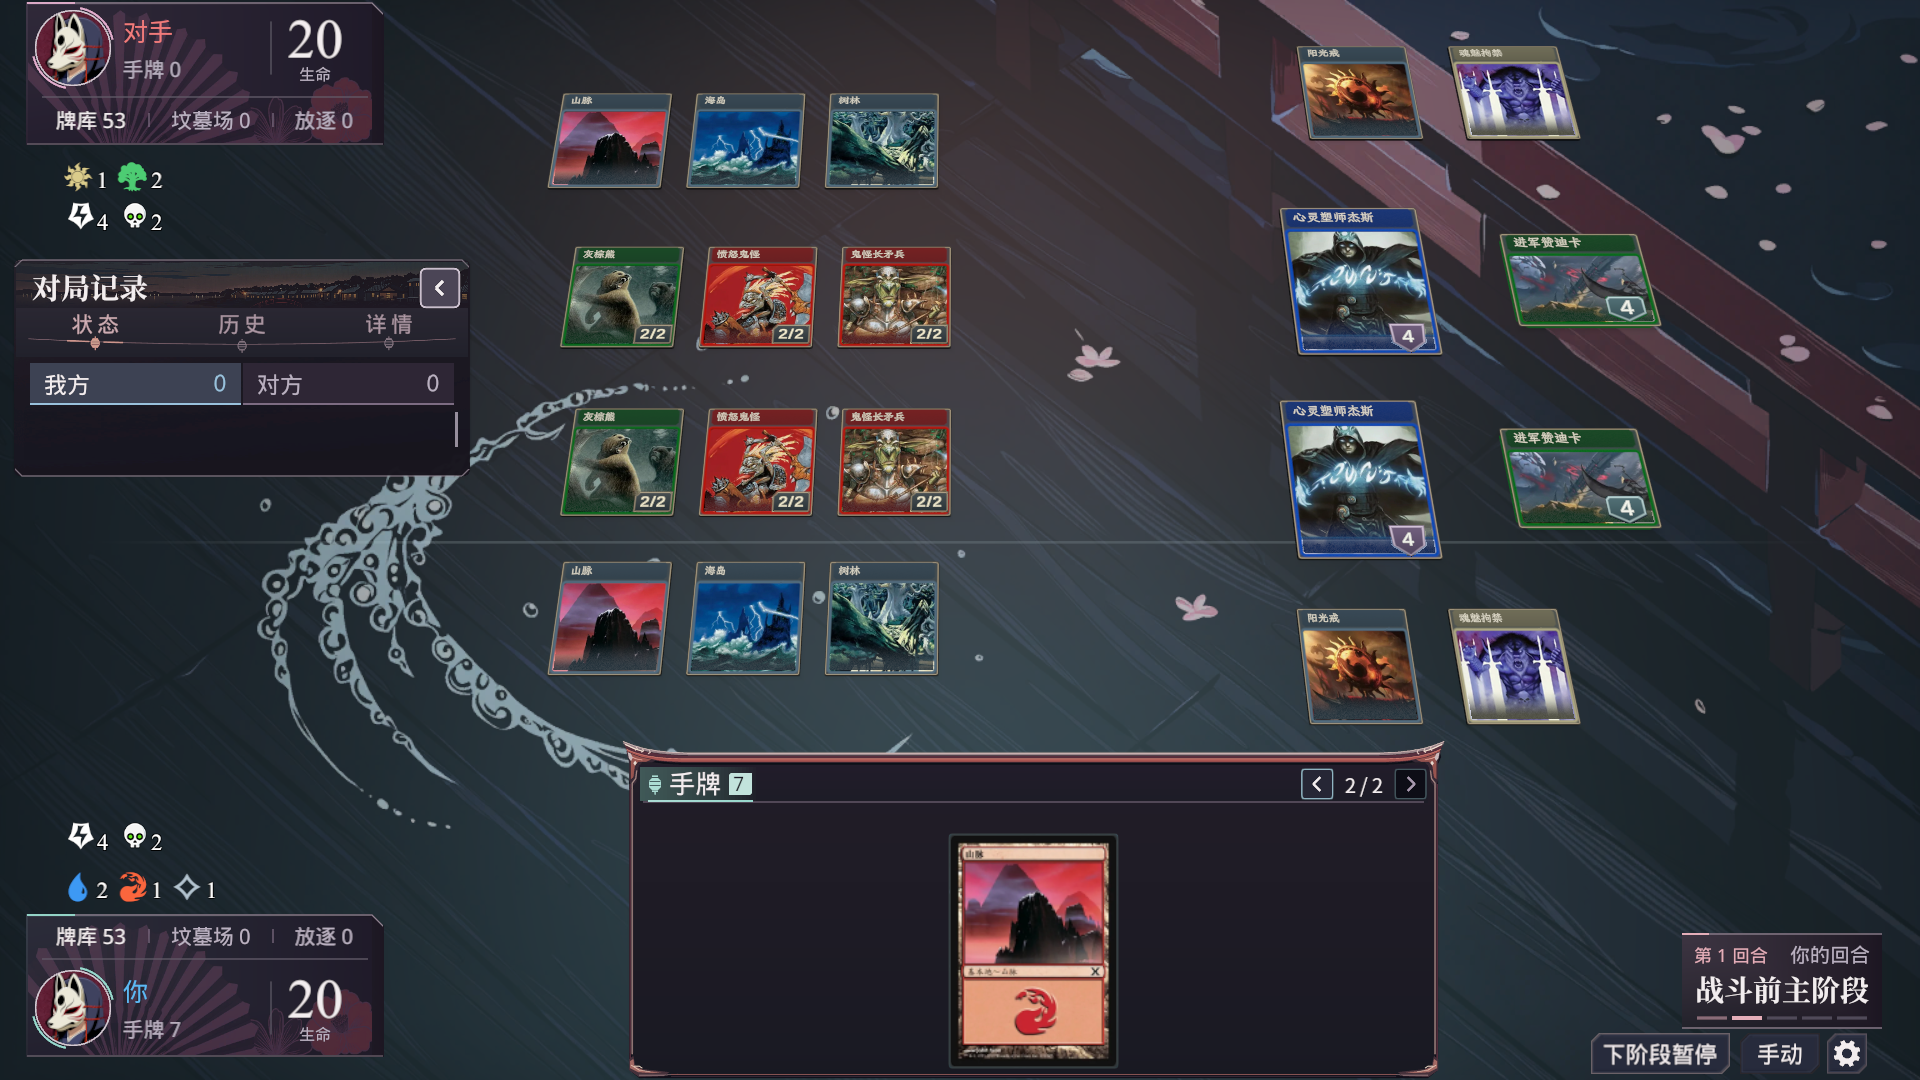 对手
手牌 0
20
生命
牌库 53
坟墓场 0
放逐 0
1
2
4
2
对局记录
状态
历史
详情
我方 0
对方 0
山脉
海岛
树林
阳光戒
魂魅拘禁
灰棕熊
2/2
愤怒鬼怪
2/2
鬼怪长矛兵
2/2
心灵塑师杰斯
4
进军赞迪卡
4
灰棕熊
2/2
愤怒鬼怪
2/2
鬼怪长矛兵
2/2
心灵塑师杰斯
4
进军赞迪卡
4
山脉
海岛
树林
阳光戒
魂魅拘禁
手牌 7
2/2
山脉
基本地~山脉
4
2
2
1
1
牌库 53
坟墓场 0
放逐 0
你
手牌 7
20
生命
第 1 回合
你的回合
战斗前主阶段
下阶段暂停
手动